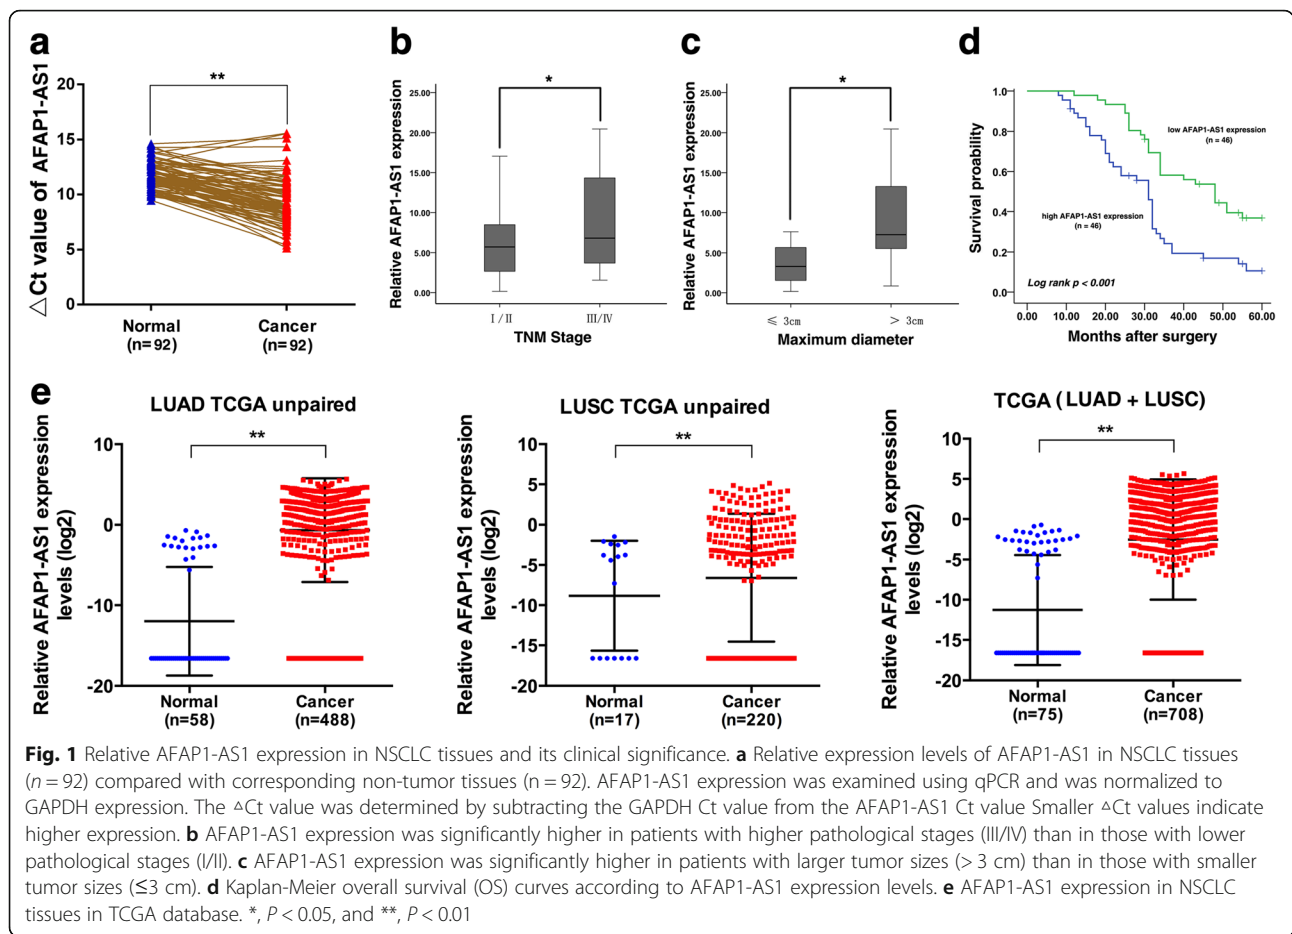 a
**
△Ct value of AFAP1-AS1
20
15
10
5
0
Normal
(n=92)
Cancer
(n=92)
b
*
Relative AFAP1-AS1 expression
25.00
20.00
15.00
10.00
5.00
0.00
I / II
III/IV
TNM Stage
c
*
Relative AFAP1-AS1 expression
25.00
20.00
15.00
10.00
5.00
0.00
≤ 3cm
> 3cm
Maximum diameter
d
Survival proability
1.0
0.8
0.6
0.4
0.2
0.0
low AFAP1-AS1 expression
(n = 46)
high AFAP1-AS1 expression
(n = 46)
Log rank p < 0.001
0.00 10.00 20.00 30.00 40.00 50.00 60.00
Months after surgery
e
LUAD TCGA unpaired
**
Relative AFAP1-AS1 expression
levels (log2)
10
0
-10
-20
Normal
(n=58)
Cancer
(n=488)
LUSC TCGA unpaired
**
Relative AFAP1-AS1 expression
levels (log2)
10
5
0
-5
-10
-15
-20
Normal
(n=17)
Cancer
(n=220)
TCGA (LUAD + LUSC)
**
Relative AFAP1-AS1 expression
levels (log2)
10
5
0
-5
-10
-15
-20
Normal
(n=75)
Cancer
(n=708)
Fig. 1 Relative AFAP1-AS1 expression in NSCLC tissues and its clinical significance. a Relative expression levels of AFAP1-AS1 in NSCLC tissues
(n = 92) compared with corresponding non-tumor tissues (n = 92). AFAP1-AS1 expression was examined using qPCR and was normalized to
GAPDH expression. The △Ct value was determined by subtracting the GAPDH Ct value from the AFAP1-AS1 Ct value Smaller △Ct values indicate
higher expression. b AFAP1-AS1 expression was significantly higher in patients with higher pathological stages (III/IV) than in those with lower
pathological stages (I/II). c AFAP1-AS1 expression was significantly higher in patients with larger tumor sizes (> 3 cm) than in those with smaller
tumor sizes (≤3 cm). d Kaplan-Meier overall survival (OS) curves according to AFAP1-AS1 expression levels. e AFAP1-AS1 expression in NSCLC
tissues in TCGA database. *, P < 0.05, and **, P < 0.01